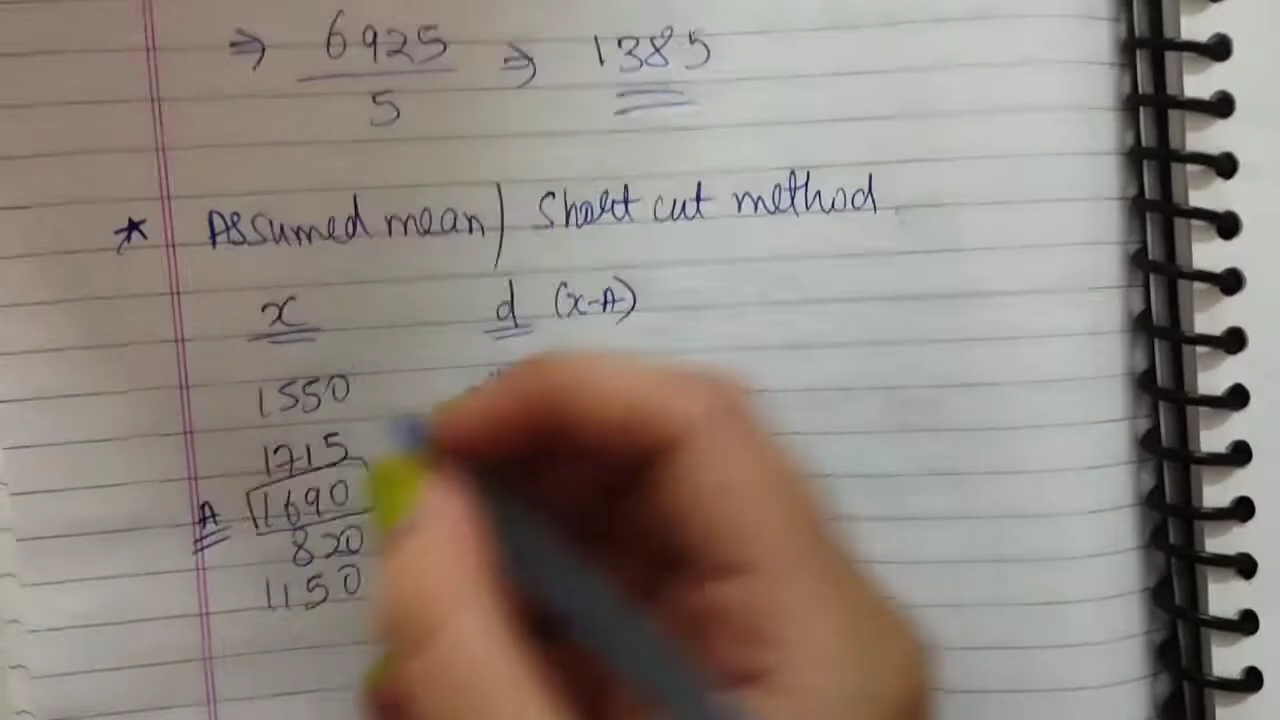 ⇒ 6925 ⇒ 1385
5
* Assumed mean / Short cut method
x d (x-A)
1550
1715
A 1690
820
1150